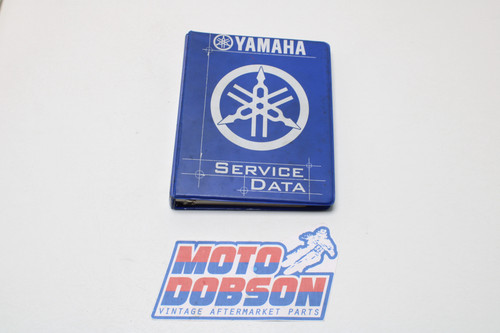 YAMAHA
SERVICE
DATA
MOTO
DOBSON
VINTAGE AFTERMARKET PARTS